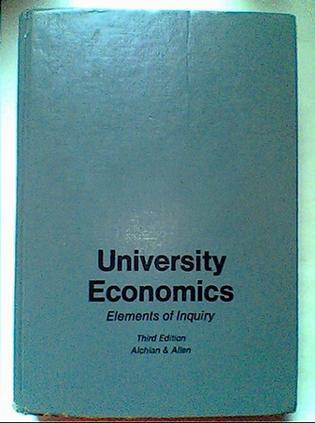 University
Economics
Elements of Inquiry
Third Edition
Alchian & Allen